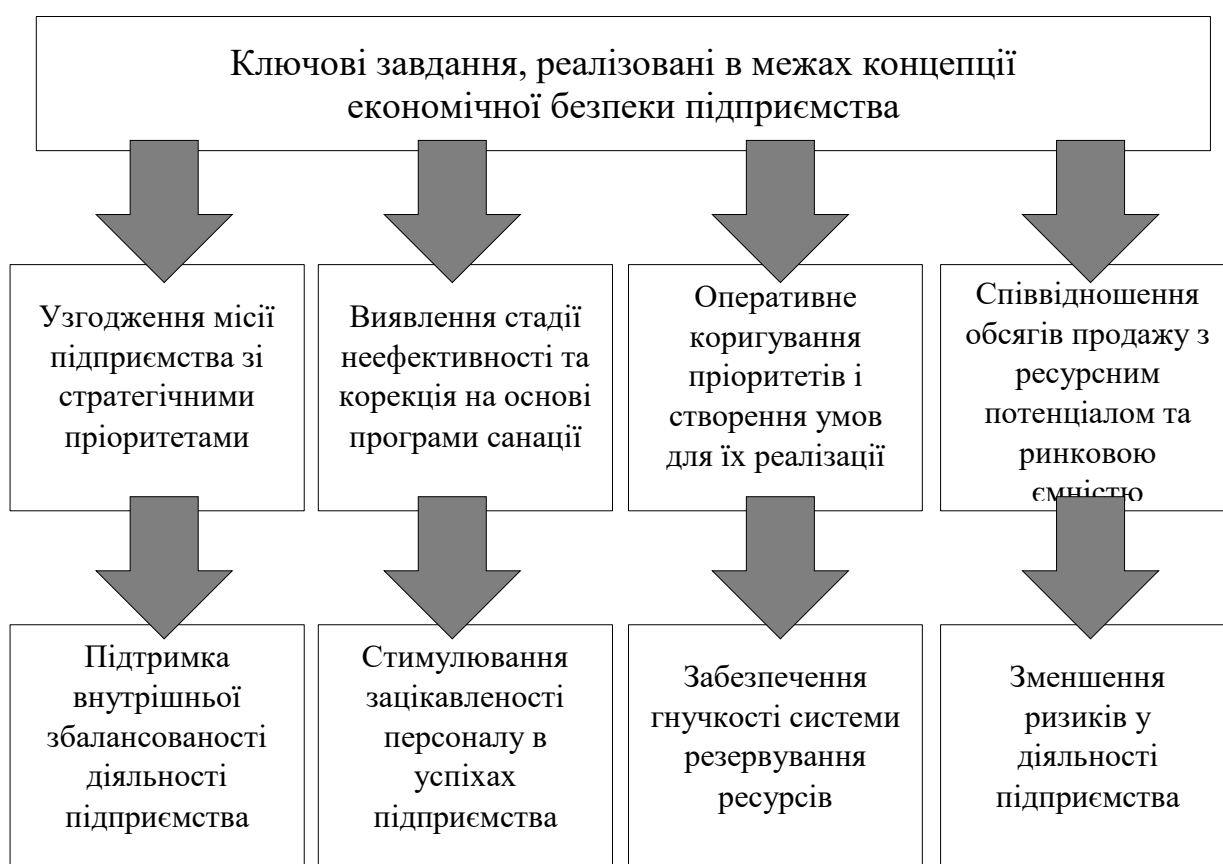 Ключові завдання, реалізовані в межах концепції
економічної безпеки підприємства
Узгодження місії
підприємства зі
стратегічними
пріоритетами
Виявлення стадії
неефективності та
корекція на основі
програми санації
Оперативне
коригування
пріоритетів і
створення умов
для їх реалізації
Співвідношення
обсягів продажу з
ресурсним
потенціалом та
ринковою
ємністю
Підтримка
внутрішньої
збалансованості
діяльності
підприємства
Стимулювання
зацікавленості
персоналу в
успіхах
підприємства
Забезпечення
гнучкості системи
резервування
ресурсів
Зменшення
ризиків у
діяльності
підприємства